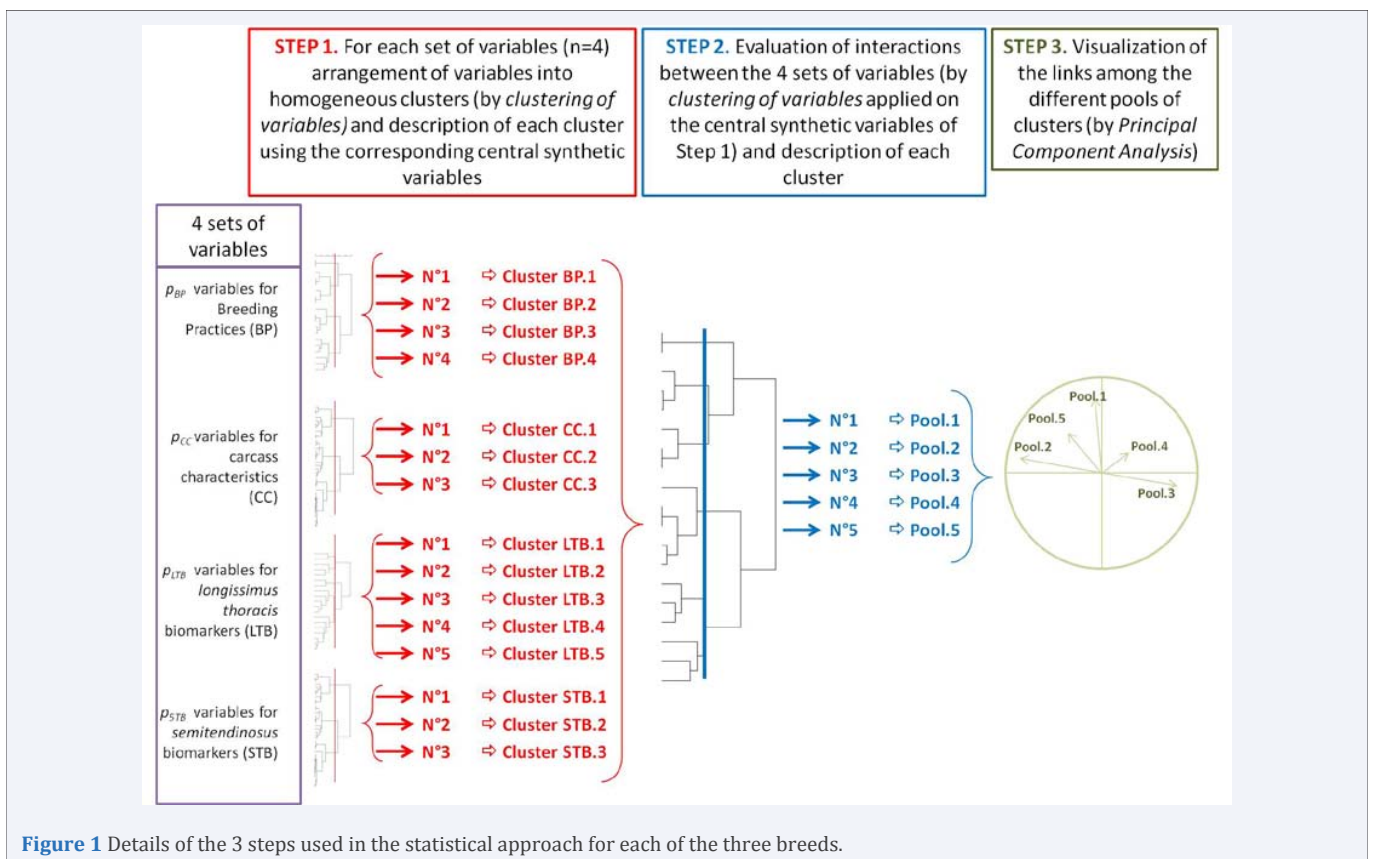 STEP 1. For each set of variables (n=4)
arrangement of variables into
homogeneous clusters (by clustering of
variables) and description of each cluster
using the corresponding central synthetic
variables
STEP 2. Evaluation of interactions
between the 4 sets of variables (by
clustering of variables applied on
the central synthetic variables of
Step 1) and description of each
cluster
STEP 3. Visualization of
the links among the
different pools of
clusters (by Principal
Component Analysis)
4 sets of
variables
pBP variables for
Breeding
Practices (BP)
N°1 ⇨ Cluster BP.1
N°2 ⇨ Cluster BP.2
N°3 ⇨ Cluster BP.3
N°4 ⇨ Cluster BP.4
pCC variables for
carcass
characteristics
(CC)
N°1 ⇨ Cluster CC.1
N°2 ⇨ Cluster CC.2
N°3 ⇨ Cluster CC.3
pLTB variables for
longissimus
thoracis
biomarkers (LTB)
N°1 ⇨ Cluster LTB.1
N°2 ⇨ Cluster LTB.2
N°3 ⇨ Cluster LTB.3
N°4 ⇨ Cluster LTB.4
N°5 ⇨ Cluster LTB.5
pSTB variables for
semitendinosus
biomarkers (STB)
N°1 ⇨ Cluster STB.1
N°2 ⇨ Cluster STB.2
N°3 ⇨ Cluster STB.3
N°1 ⇨ Pool.1
N°2 ⇨ Pool.2
N°3 ⇨ Pool.3
N°4 ⇨ Pool.4
N°5 ⇨ Pool.5
Pool.1
Pool.5
Pool.2
Pool.4
Pool.3
Figure 1 Details of the 3 steps used in the statistical approach for each of the three breeds.